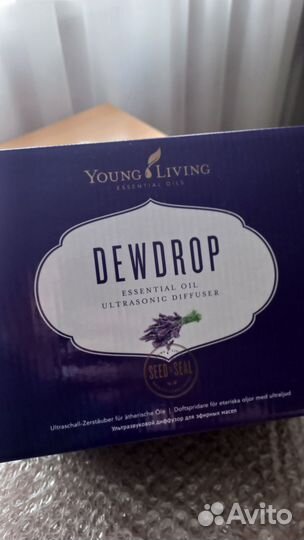 YOUNG LIVING
ESSENTIAL OILS
DEWDROP
ESSENTIAL OIL
ULTRASONIC DIFFUSER
SEED TO SEAL
Ultraschall-Zerstäuber für ätherische Öle | Doftspridare för eteriska oljor med ultraljud
Ультразвуковой диффузор для эфирных масел
Avito